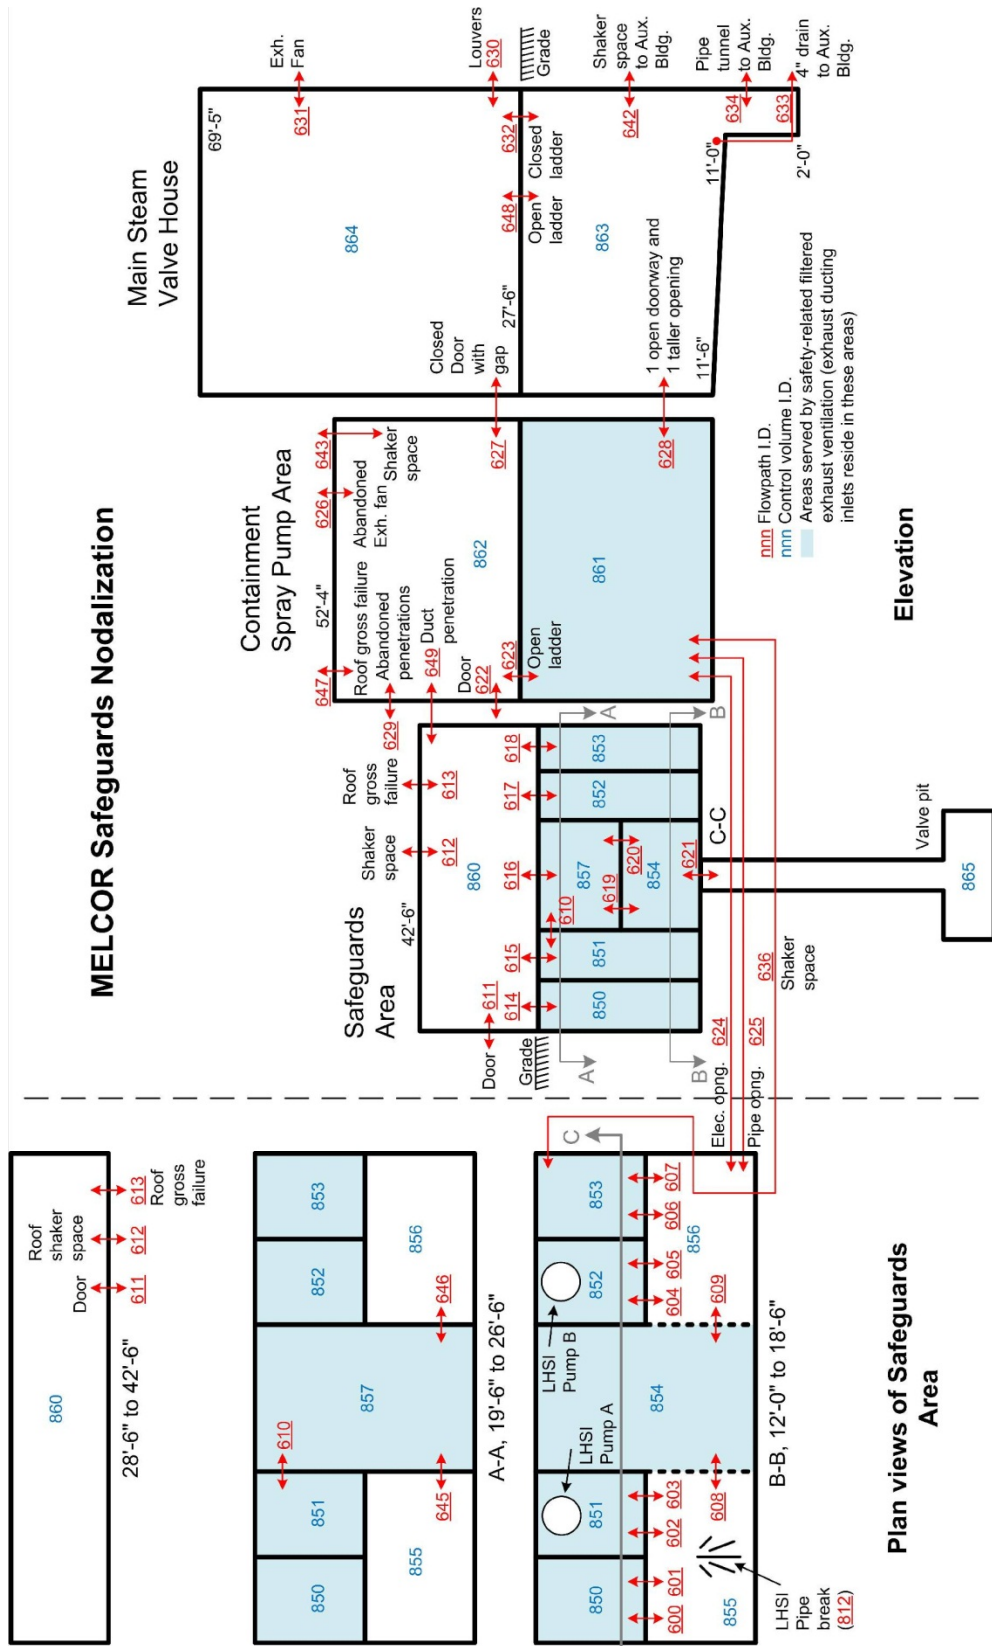 MELCOR Safeguards Nodalization
860
Door
611
Roof
shaker
space
612
613
Roof
gross
failure
28'-6" to 42'-6"
850
851
610
857
852
853
855
645
646
856
A-A, 19'-6" to 26'-6"
850
851
LHSI
Pump A
854
LHSI
Pump B
852
853
C
600
601
602
603
604
605
606
607
855
608
609
856
LHSI
Pipe
break
(812)
B-B, 12'-0" to 18'-6"
Plan views of Safeguards
Area
Elec. opng.
624
Pipe opng.
625
636
Shaker
space
Safeguards
Area
42'-6"
Shaker
space
612
Roof
gross
failure
613
860
Door
611
Grade
614
615
616
617
618
A
A
850
851
610
857
619
620
854
852
853
B
B
621
C-C
Valve pit
865
Containment
Spray Pump Area
52'-4"
647
Roof gross failure
626
Abandoned
Exh. fan
643
Shaker
space
629
Abandoned
penetrations
649
Duct
penetration
862
Door
622
623
Open
ladder
861
Main Steam
Valve House
69'-5"
631
Exh.
Fan
864
Louvers
630
Grade
Closed
Door
with
gap
627
27'-6"
648
Open
ladder
632
Closed
ladder
863
1 open doorway and
1 taller opening
628
11'-6"
11'-0"
2'-0"
642
Shaker
space
to Aux.
Bldg.
634
Pipe
tunnel
to Aux.
Bldg.
633
4" drain
to Aux.
Bldg.
nnn Flowpath I.D.
nnn Control volume I.D.
Areas served by safety-related filtered
exhaust ventilation (exhaust ducting
inlets reside in these areas)
Elevation